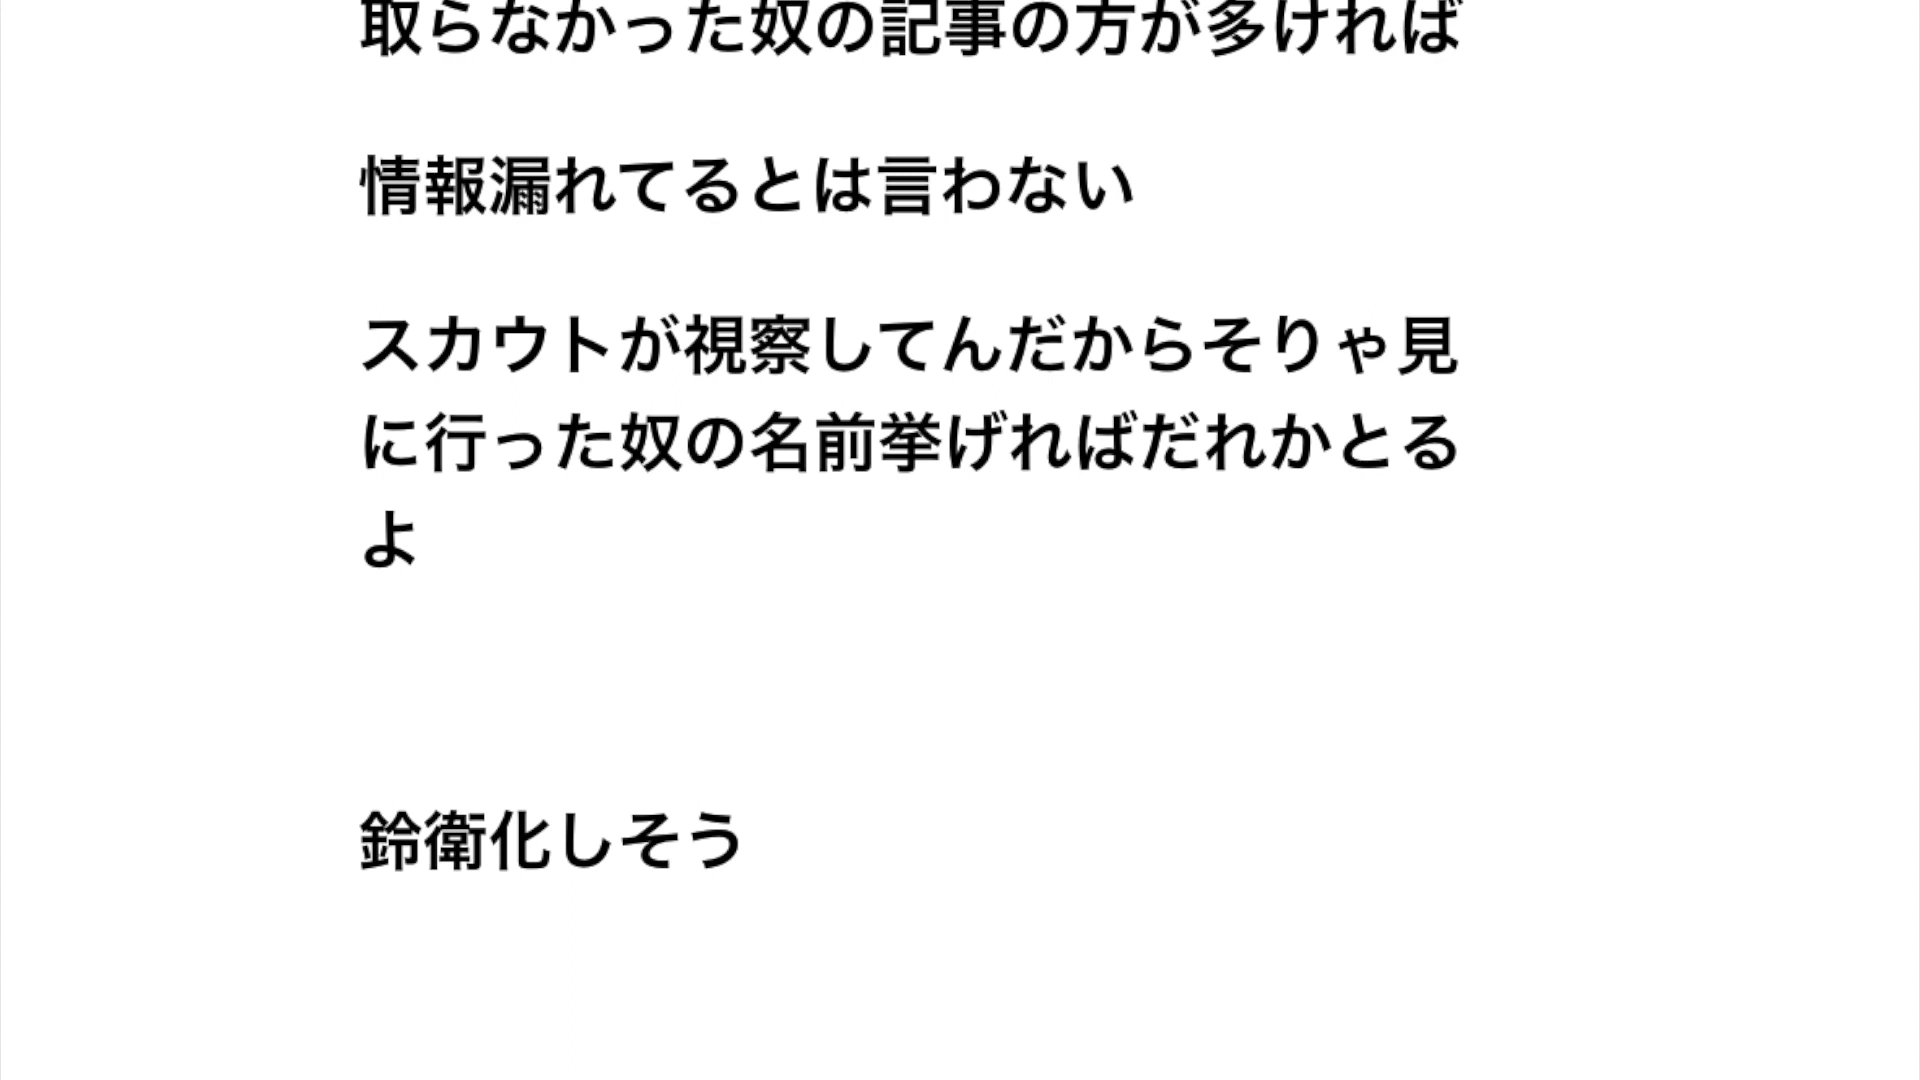 取らなかった奴の記事の方が多ければ
情報漏れてるとは言わない
スカウトが視察してんだからそりゃ見
に行った奴の名前挙げればだれかとる
よ
鈴衛化しそう